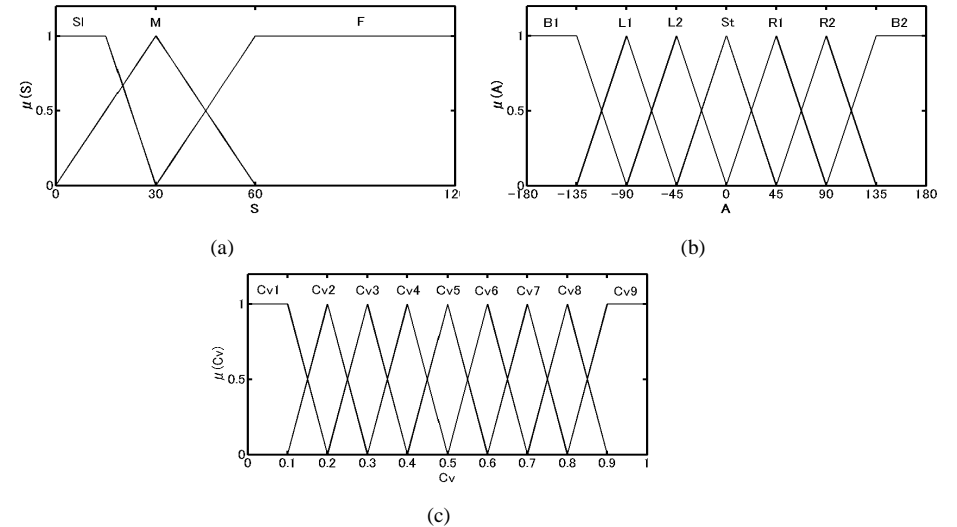 Sl M F
1
0.5
0
μ(S)
0 30 60 12
S
(a)
B1 L1 L2 St R1 R2 B2
1
0.5
0
μ(A)
-180 -135 -90 -45 0 45 90 135 180
A
(b)
Cv1 Cv2 Cv3 Cv4 Cv5 Cv6 Cv7 Cv8 Cv9
1
0.5
0
μ(Cv)
0 0.1 0.2 0.3 0.4 0.5 0.6 0.7 0.8 0.9 1
Cv
(c)